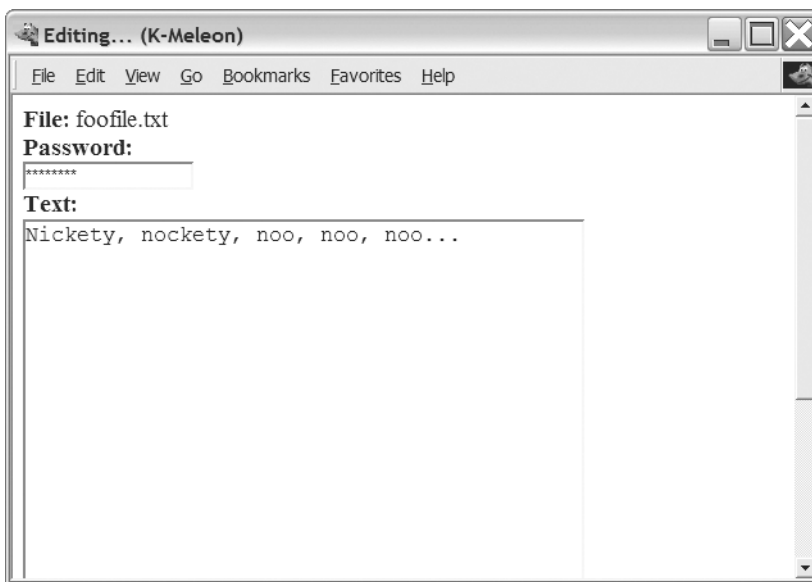 Editing... (K-Meleon)
File Edit View Go Bookmarks Favorites Help
File: foofile.txt
Password:
********
Text:
Nickety, nockety, noo, noo, noo...